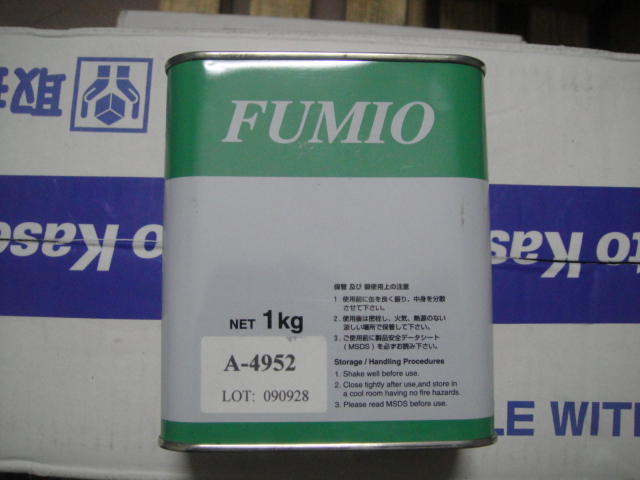 取扱
to Kase
to Kase
LE WITH
FUMIO
保管 及び 御使用上の注意
1. 使用前に缶を良く振り、中身を分散
させて下さい。
2. 使用後は密栓し、火気、熱源のない
涼しい場所で保管して下さい。
3. ご使用前に製品安全データシート
(MSDS) を必ずお読み下さい。
NET 1kg
Storage / Handling Procedures
1. Shake well before use.
2. Close tightly after use,and store in
a cool room having no fire hazards.
3. Please read MSDS before use.
A-4952
LOT: 090928